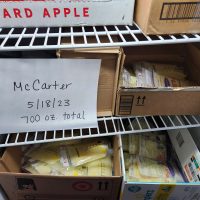 ARD APPLE
McCarter
5/18/23
700 oz total